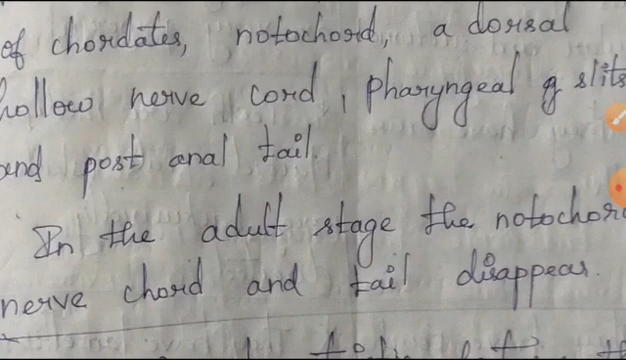 of chordates, notochord, a dorsal
hollow nerve cord, pharyngeal g slits
and post anal tail.
In the adult stage the notochor
nerve chord and tail disappear.